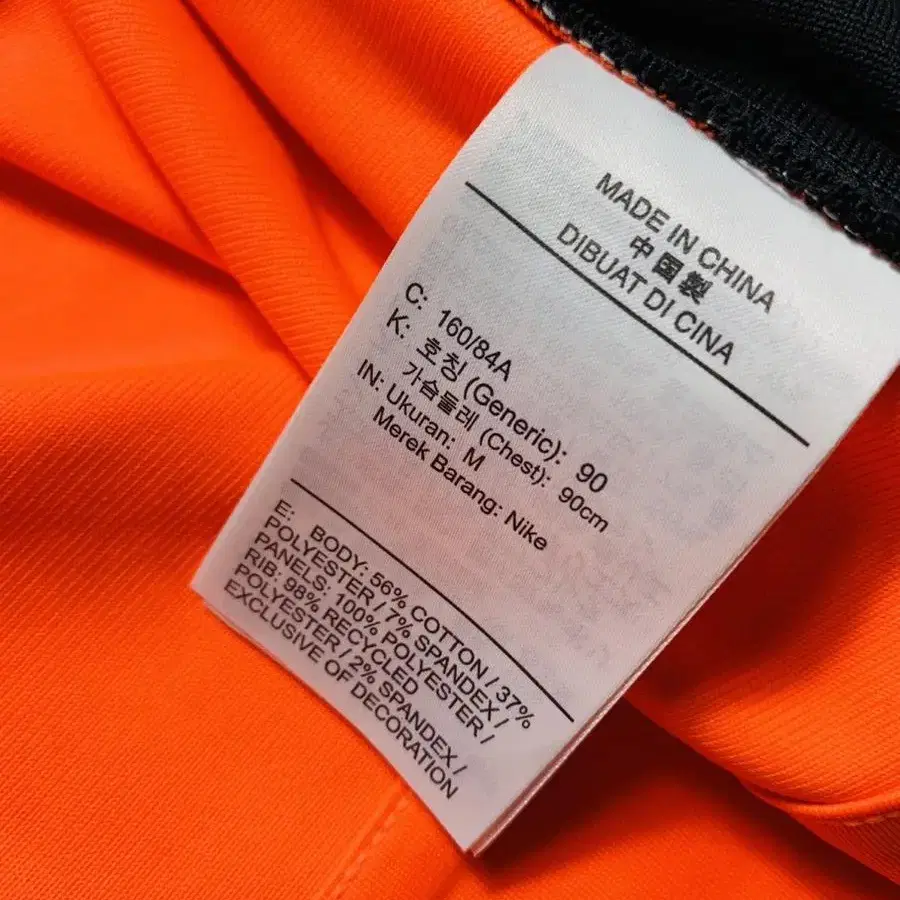 MADE IN CHINA
中国製
DIBUAT DI CINA
C: 160/84A
K: 호칭 (Generic): 90
가슴둘레 (Chest): 90cm
IN: Ukuran: M
Merek Barang: Nike
E: BODY: 56% COTTON / 37%
POLYESTER / 7% SPANDEX /
PANELS: 100% POLYESTER /
RIB: 98% RECYCLED
POLYESTER / 2% SPANDEX /
EXCLUSIVE OF DECORATION